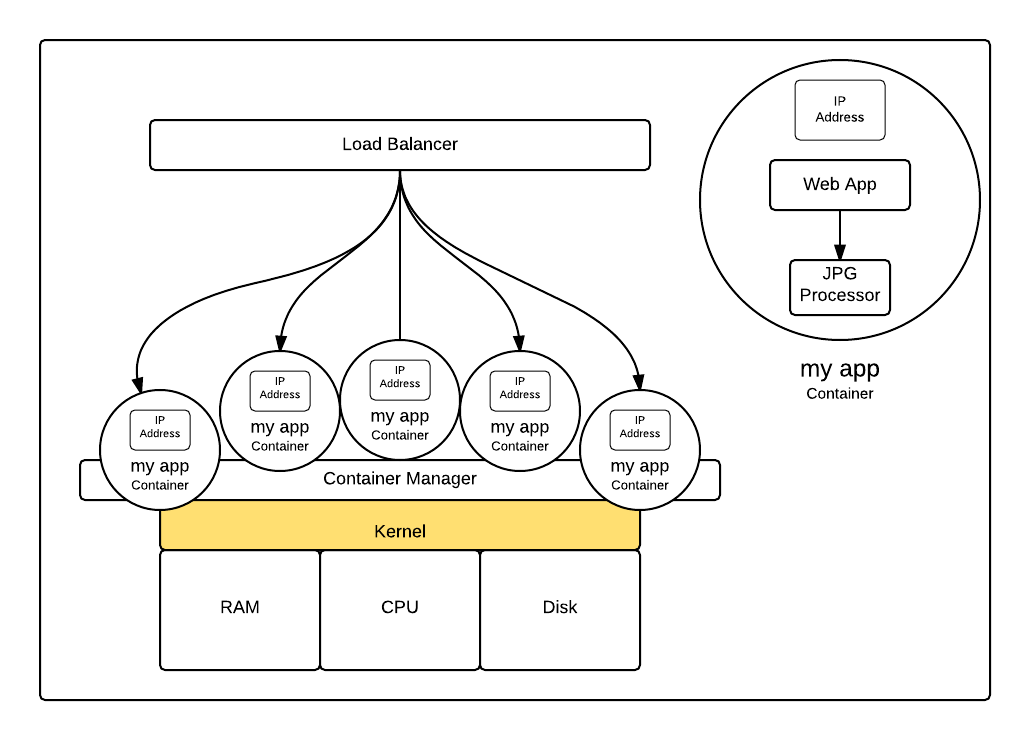 IP
Address
Web App
JPG
Processor
my app
Container
Load Balancer
IP
Address
my app
Container
IP
Address
my app
Container
IP
Address
my app
Container
IP
Address
my app
Container
IP
Address
my app
Container
Container Manager
Kernel
RAM
CPU
Disk